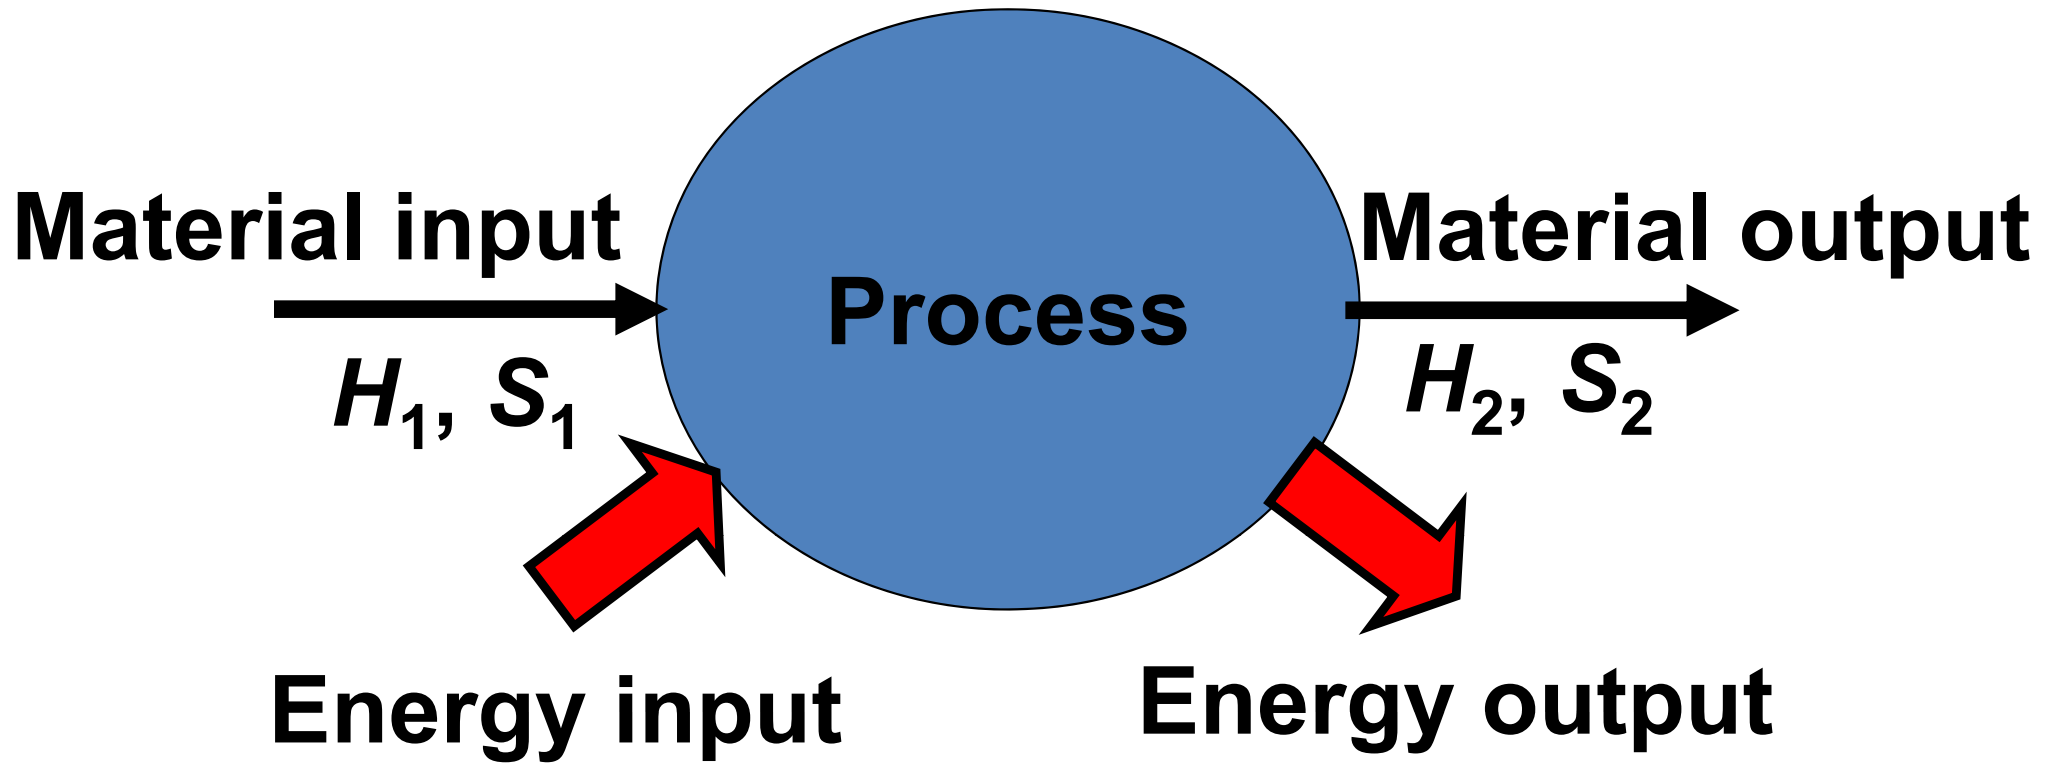 Material input
Material output
Process
H₁, S₁
H₂, S₂
Energy input
Energy output